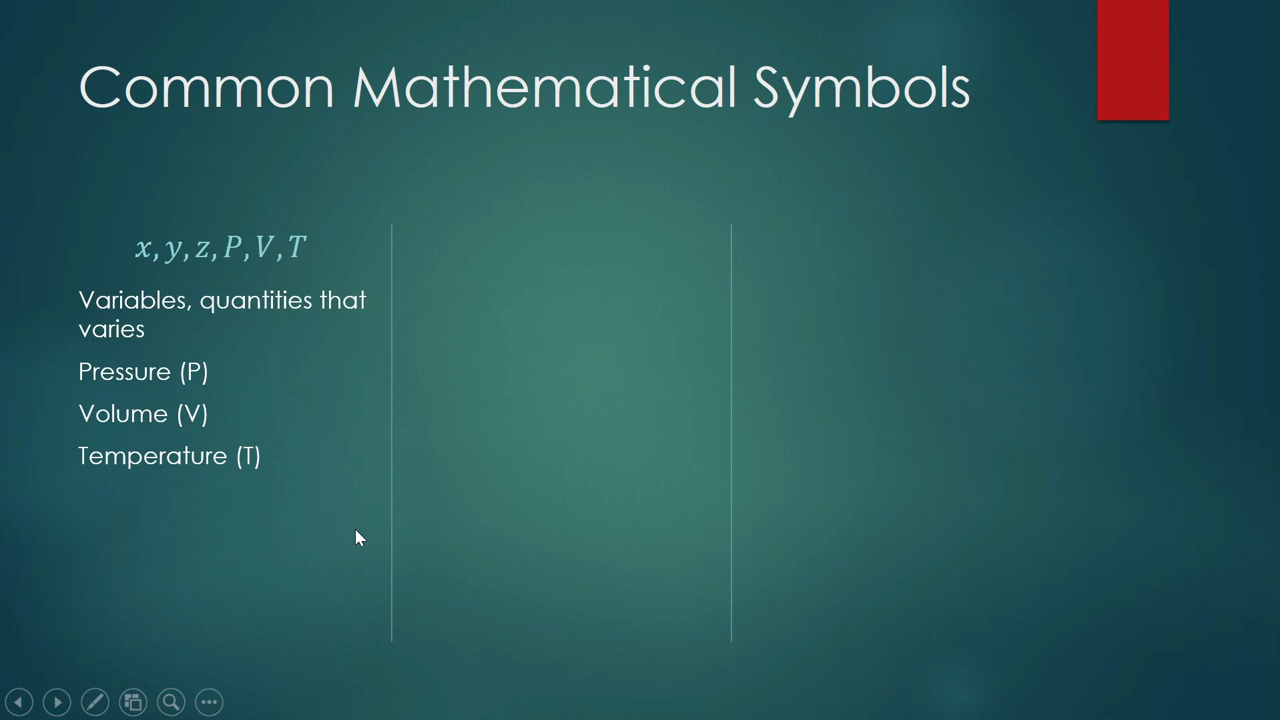 Common Mathematical Symbols
x, y, z, P, V, T
Variables, quantities that
varies
Pressure (P)
Volume (V)
Temperature (T)